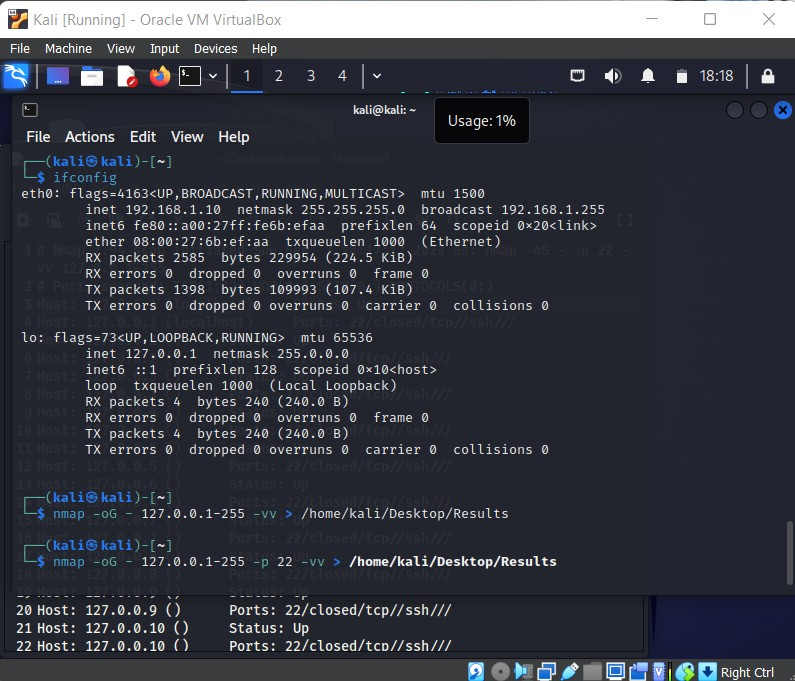 Kali [Running] - Oracle VM VirtualBox
File Machine View Input Devices Help
1 2 3 4 18:18
kali@kali: ~
Usage: 1%
File Actions Edit View Help
┌──(kali㉿kali)-[~]
└─$ ifconfig
eth0: flags=4163<UP,BROADCAST,RUNNING,MULTICAST> mtu 1500
inet 192.168.1.10 netmask 255.255.255.0 broadcast 192.168.1.255
inet6 fe80::a00:27ff:fe6b:efaa prefixlen 64 scopeid 0×20<link>
ether 08:00:27:6b:ef:aa txqueuelen 1000 (Ethernet)
RX packets 2585 bytes 229954 (224.5 KiB)
RX errors 0 dropped 0 overruns 0 frame 0
TX packets 1398 bytes 109993 (107.4 KiB)
TX errors 0 dropped 0 overruns 0 carrier 0 collisions 0
lo: flags=73<UP,LOOPBACK,RUNNING> mtu 65536
inet 127.0.0.1 netmask 255.0.0.0
inet6 ::1 prefixlen 128 scopeid 0×10<host>
loop txqueuelen 1000 (Local Loopback)
RX packets 4 bytes 240 (240.0 B)
RX errors 0 dropped 0 overruns 0 frame 0
TX packets 4 bytes 240 (240.0 B)
TX errors 0 dropped 0 overruns 0 carrier 0 collisions 0
┌──(kali㉿kali)-[~]
└─$ nmap -oG - 127.0.0.1-255 -vv > /home/kali/Desktop/Results
┌──(kali㉿kali)-[~]
└─$ nmap -oG - 127.0.0.1-255 -p 22 -vv > /home/kali/Desktop/Results
19 Host: 127.0.0.9 () Status: Up
20 Host: 127.0.0.9 () Ports: 22/closed/tcp//ssh///
21 Host: 127.0.0.10 () Status: Up
22 Host: 127.0.0.10 () Ports: 22/closed/tcp//ssh///
Right Ctrl